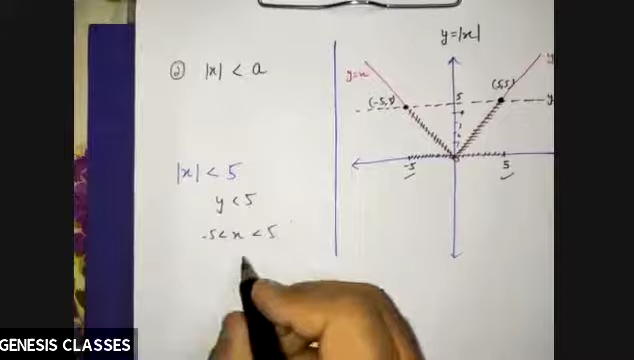 ② |x| < a
|x| < 5
y < 5
-5 < x < 5
y = |x|
(-5,5)
5
(5,5)
-5
5
GENESIS CLASSES